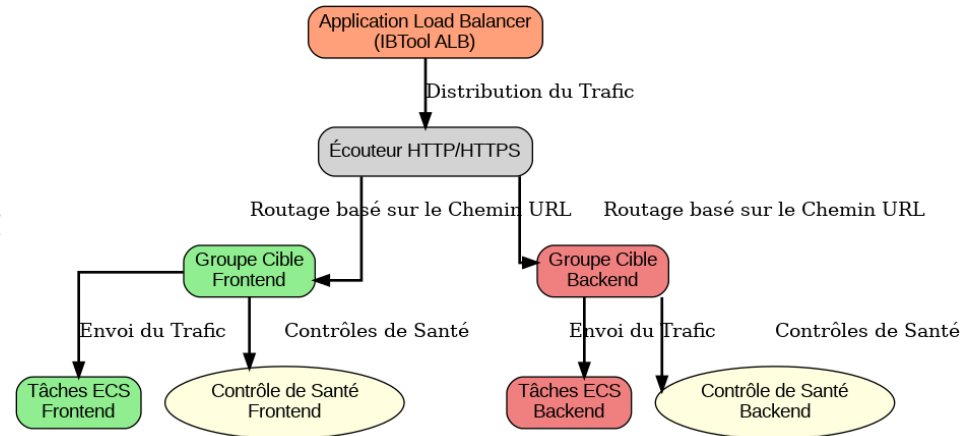 Application Load Balancer
(IBTool ALB)
Distribution du Trafic
Écouteur HTTP/HTTPS
Routage basé sur le Chemin URL
Routage basé sur le Chemin URL
Groupe Cible
Frontend
Groupe Cible
Backend
Envoi du Trafic
Contrôles de Santé
Envoi du Trafic
Contrôles de Santé
Tâches ECS
Frontend
Contrôle de Santé
Frontend
Tâches ECS
Backend
Contrôle de Santé
Backend